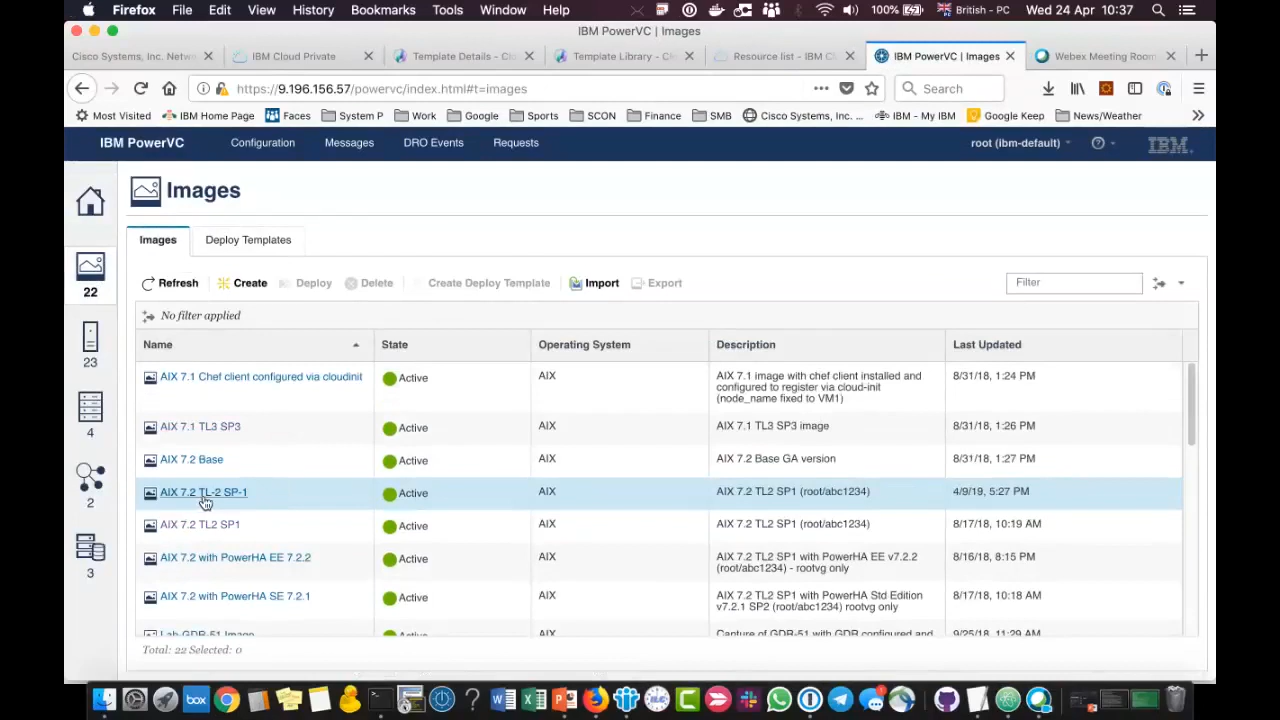 Firefox File Edit View History Bookmarks Tools Window Help 100% British - PC Wed 24 Apr 10:37
IBM PowerVC | Images
Cisco Systems, Inc. Netw
IBM Cloud Private
Template Details - Cl
Template Library - Cl
Resource list - IBM Cl
IBM PowerVC | Images
Webex Meeting Room
https://9.196.156.57/powervc/index.html#t=images
Search
Most Visited IBM Home Page Faces System P Work Google Sports SCON Finance SMB Cisco Systems, Inc. ... IBM - My IBM Google Keep News/Weather
IBM PowerVC Configuration Messages DRO Events Requests root (ibm-default) IBM
Images
Images Deploy Templates
22
23
4
2
3
Refresh Create Deploy Delete Create Deploy Template Import Export Filter
No filter applied
Name State Operating System Description Last Updated
AIX 7.1 Chef client configured via cloudinit Active AIX AIX 7.1 image with chef client installed and 8/31/18, 1:24 PM
configured to register via cloud-init
(node_name fixed to VM1)
AIX 7.1 TL3 SP3 Active AIX AIX 7.1 TL3 SP3 image 8/31/18, 1:26 PM
AIX 7.2 Base Active AIX AIX 7.2 Base GA version 8/31/18, 1:27 PM
AIX 7.2 TL-2 SP-1 Active AIX AIX 7.2 TL2 SP1 (root/abc1234) 4/9/19, 5:27 PM
AIX 7.2 TL2 SP1 Active AIX AIX 7.2 TL2 SP1 (root/abc1234) 8/17/18, 10:19 AM
AIX 7.2 with PowerHA EE 7.2.2 Active AIX AIX 7.2 TL2 SP1 with PowerHA EE v7.2.2 8/16/18, 8:15 PM
(root/abc1234) - rootvg only
AIX 7.2 with PowerHA SE 7.2.1 Active AIX AIX 7.2 TL2 SP1 with PowerHA Std Edition 8/17/18, 10:18 AM
v7.2.1 SP2 (root/abc1234) rootvg only
Lab-GDR-51 Image Active AIX Capture of GDR-51 with GDR configured and 9/25/18, 11:29 AM
Total: 22 Selected: 0
box